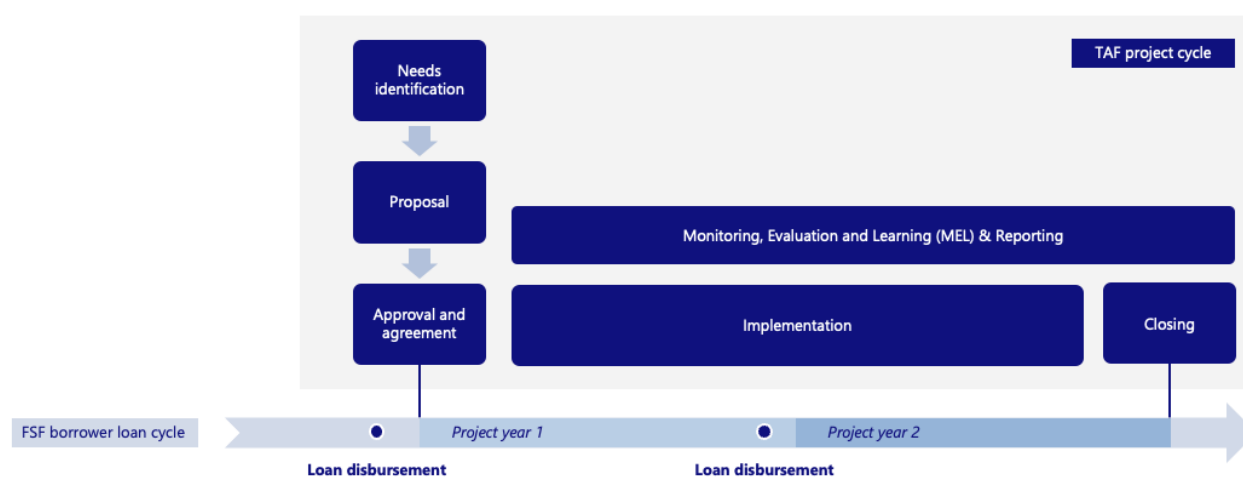 Needs
identification
TAF project cycle
Proposal
Monitoring, Evaluation and Learning (MEL) & Reporting
Approval and
agreement
Implementation
Closing
FSF borrower loan cycle
Project year 1
Project year 2
Loan disbursement
Loan disbursement